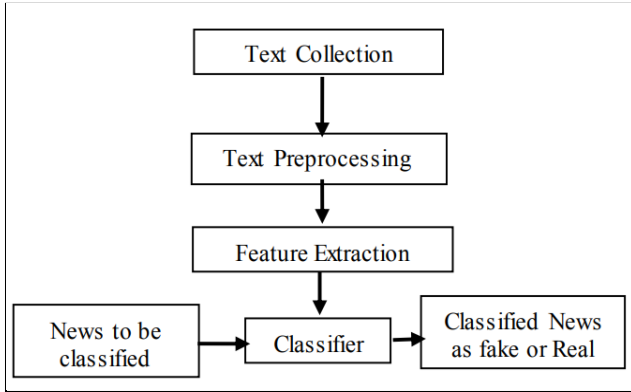 Text Collection
Text Preprocessing
Feature Extraction
News to be
classified
Classifier
Classified News
as fake or Real